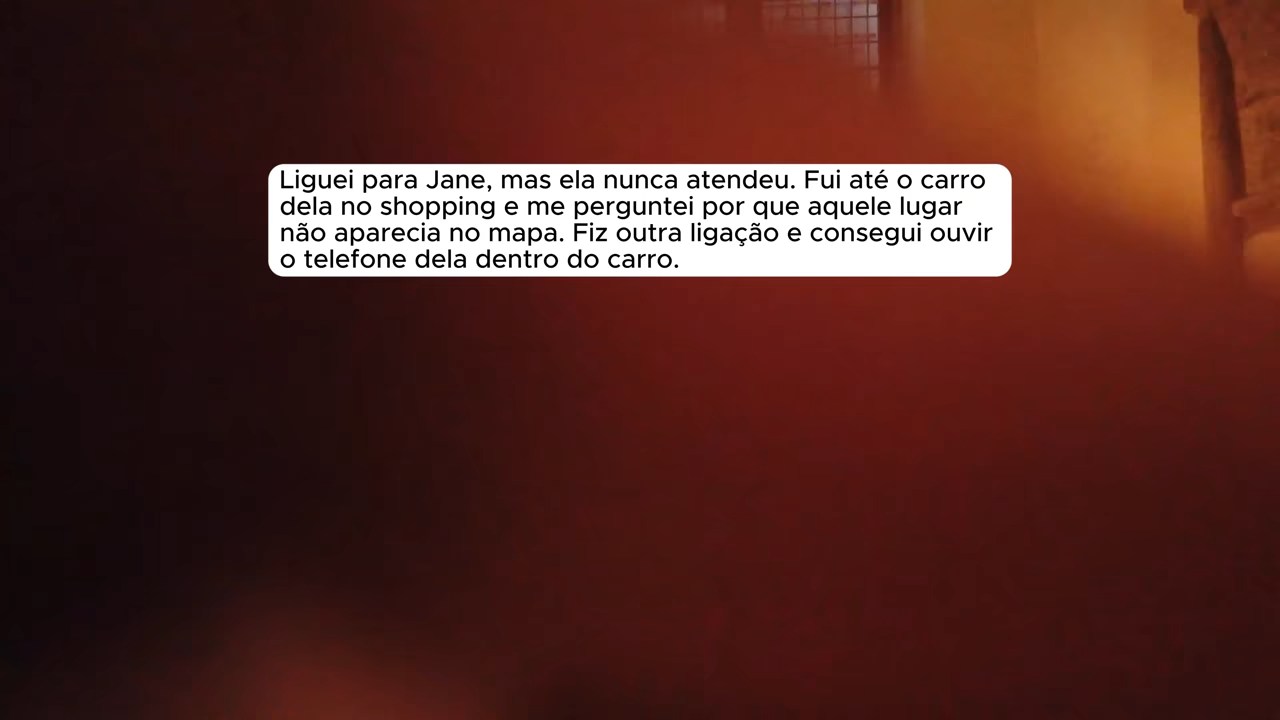 Liguei para Jane, mas ela nunca atendeu. Fui até o carro
dela no shopping e me perguntei por que aquele lugar
não aparecia no mapa. Fiz outra ligação e consegui ouvir
o telefone dela dentro do carro.